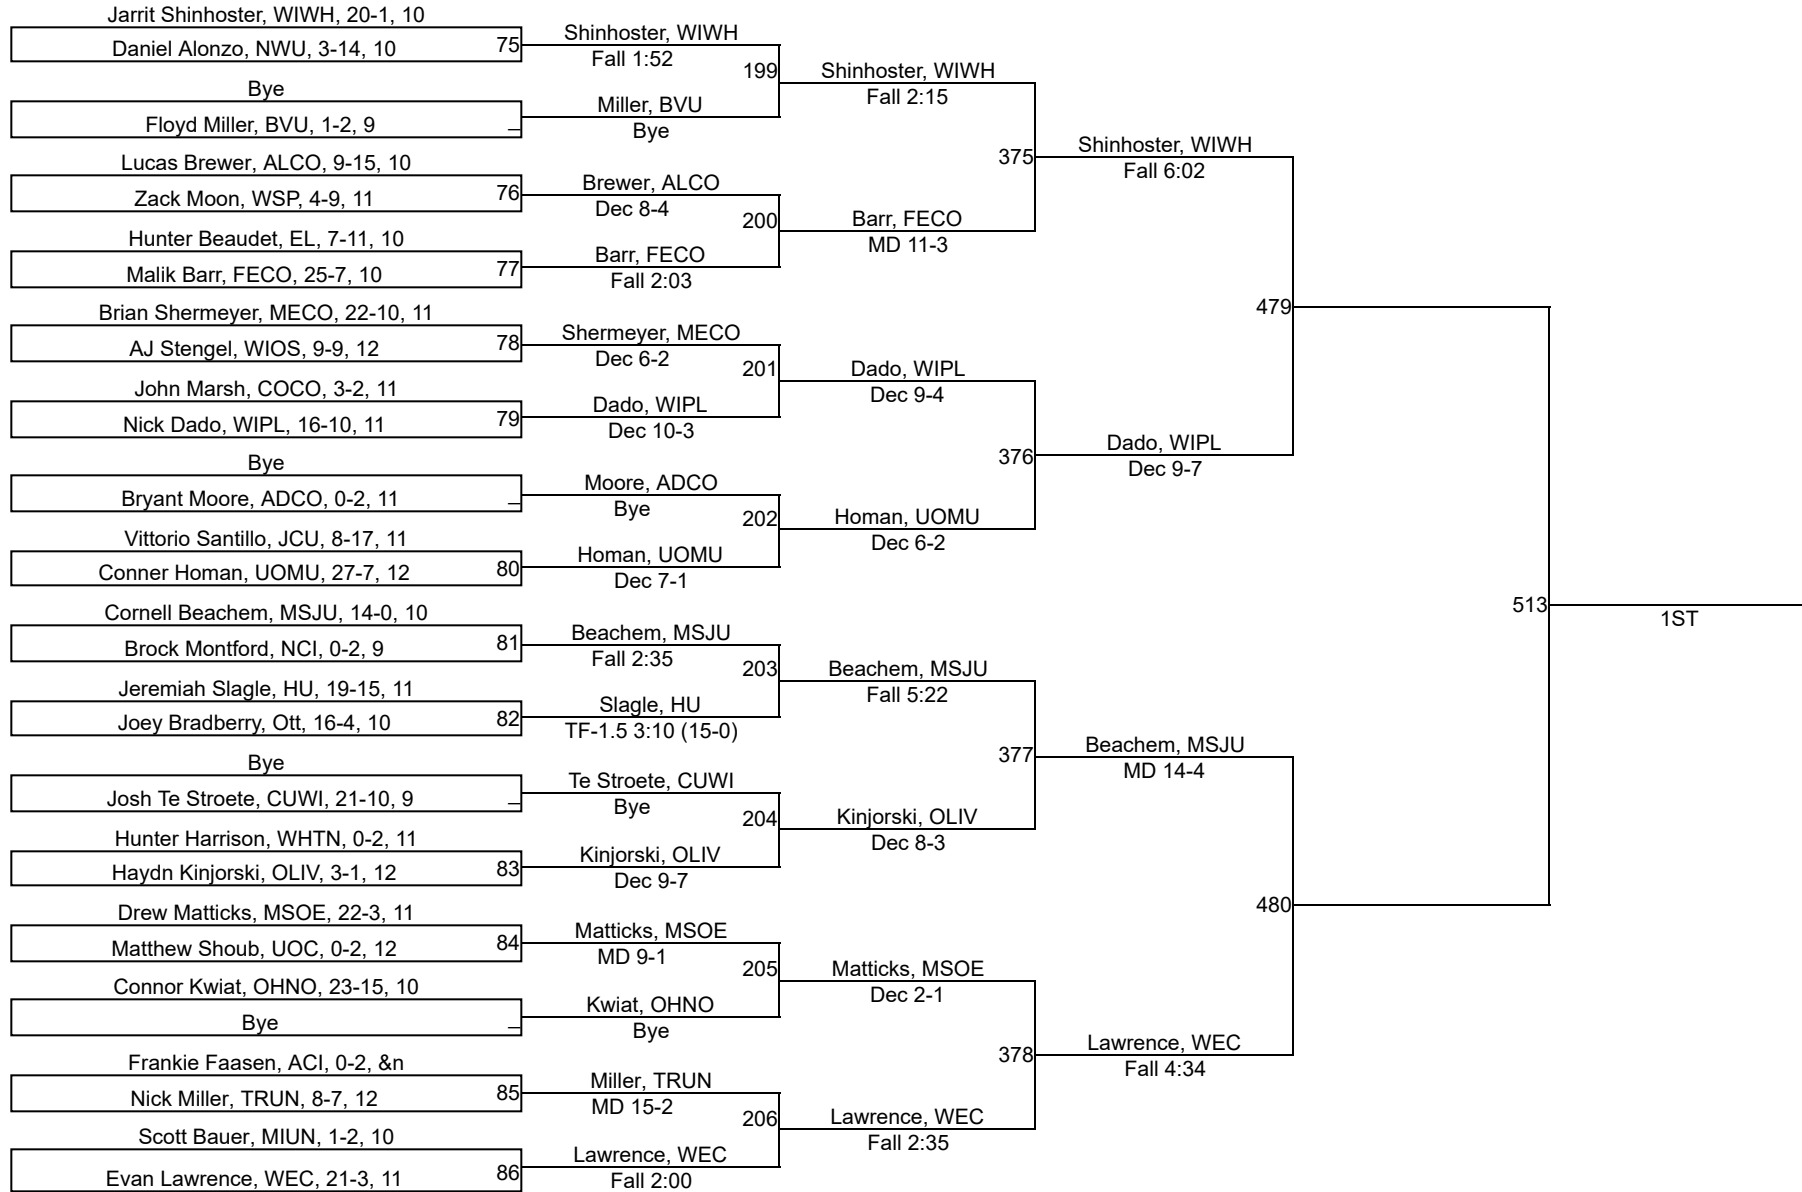 Jarrit Shinhoster, WIWH, 20-1, 10
Daniel Alonzo, NWU, 3-14, 10
75
Bye
Floyd Miller, BVU, 1-2, 9
_
Lucas Brewer, ALCO, 9-15, 10
Zack Moon, WSP, 4-9, 11
76
Hunter Beaudet, EL, 7-11, 10
Malik Barr, FECO, 25-7, 10
77
Brian Shermeyer, MECO, 22-10, 11
AJ Stengel, WIOS, 9-9, 12
78
John Marsh, COCO, 3-2, 11
Nick Dado, WIPL, 16-10, 11
79
Bye
Bryant Moore, ADCO, 0-2, 11
_
Vittorio Santillo, JCU, 8-17, 11
Conner Homan, UOMU, 27-7, 12
80
Cornell Beachem, MSJU, 14-0, 10
Brock Montford, NCI, 0-2, 9
81
Jeremiah Slagle, HU, 19-15, 11
Joey Bradberry, Ott, 16-4, 10
82
Bye
Josh Te Stroete, CUWI, 21-10, 9
_
Hunter Harrison, WHTN, 0-2, 11
Haydn Kinjorski, OLIV, 3-1, 12
83
Drew Matticks, MSOE, 22-3, 11
Matthew Shoub, UOC, 0-2, 12
84
Connor Kwiat, OHNO, 23-15, 10
Bye
_
Frankie Faasen, ACI, 0-2, &n
Nick Miller, TRUN, 8-7, 12
85
Scott Bauer, MIUN, 1-2, 10
Evan Lawrence, WEC, 21-3, 11
86
Shinhoster, WIWH
Fall 1:52
199
Miller, BVU
Bye
Brewer, ALCO
Dec 8-4
200
Barr, FECO
Fall 2:03
Shermeyer, MECO
Dec 6-2
201
Dado, WIPL
Dec 10-3
Moore, ADCO
Bye
202
Homan, UOMU
Dec 7-1
Beachem, MSJU
Fall 2:35
203
Slagle, HU
TF-1.5 3:10 (15-0)
Te Stroete, CUWI
Bye
204
Kinjorski, OLIV
Dec 9-7
Matticks, MSOE
MD 9-1
205
Kwiat, OHNO
Bye
Miller, TRUN
MD 15-2
206
Lawrence, WEC
Fall 2:00
Shinhoster, WIWH
Fall 2:15
375
Barr, FECO
MD 11-3
Dado, WIPL
Dec 9-4
376
Homan, UOMU
Dec 6-2
Beachem, MSJU
Fall 5:22
377
Kinjorski, OLIV
Dec 8-3
Matticks, MSOE
Dec 2-1
378
Lawrence, WEC
Fall 2:35
Shinhoster, WIWH
Fall 6:02
479
Dado, WIPL
Dec 9-7
Beachem, MSJU
MD 14-4
480
Lawrence, WEC
Fall 4:34
513
1ST